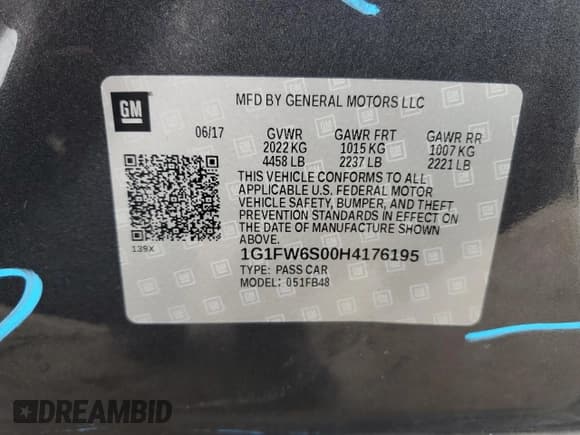 GM
MFD BY GENERAL MOTORS LLC
06/17 GVWR GAWR FRT GAWR RR
2022 KG 1015 KG 1007 KG
4458 LB 2237 LB 2221 LB
THIS VEHICLE CONFORMS TO ALL
APPLICABLE U.S. FEDERAL MOTOR
VEHICLE SAFETY, BUMPER, AND THEFT
PREVENTION STANDARDS IN EFFECT ON
THE DATE OF MANUFACTURE SHOWN
ABOVE.
139X
1G1FW6S00H4176195
TYPE: PASS CAR
MODEL: 051FB48
DREAMBID